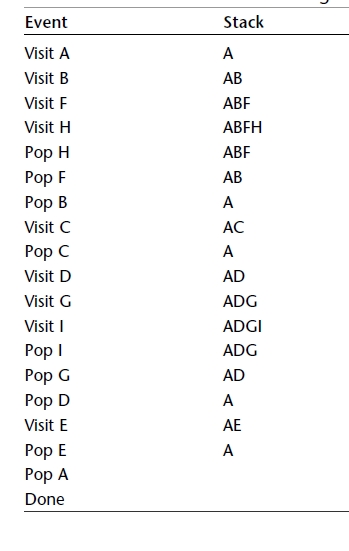 Event Stack
Visit A A
Visit B AB
Visit F ABF
Visit H ABFH
Pop H ABF
Pop F AB
Pop B A
Visit C AC
Pop C A
Visit D AD
Visit G ADG
Visit I ADGI
Pop I ADG
Pop G AD
Pop D A
Visit E AE
Pop E A
Pop A
Done